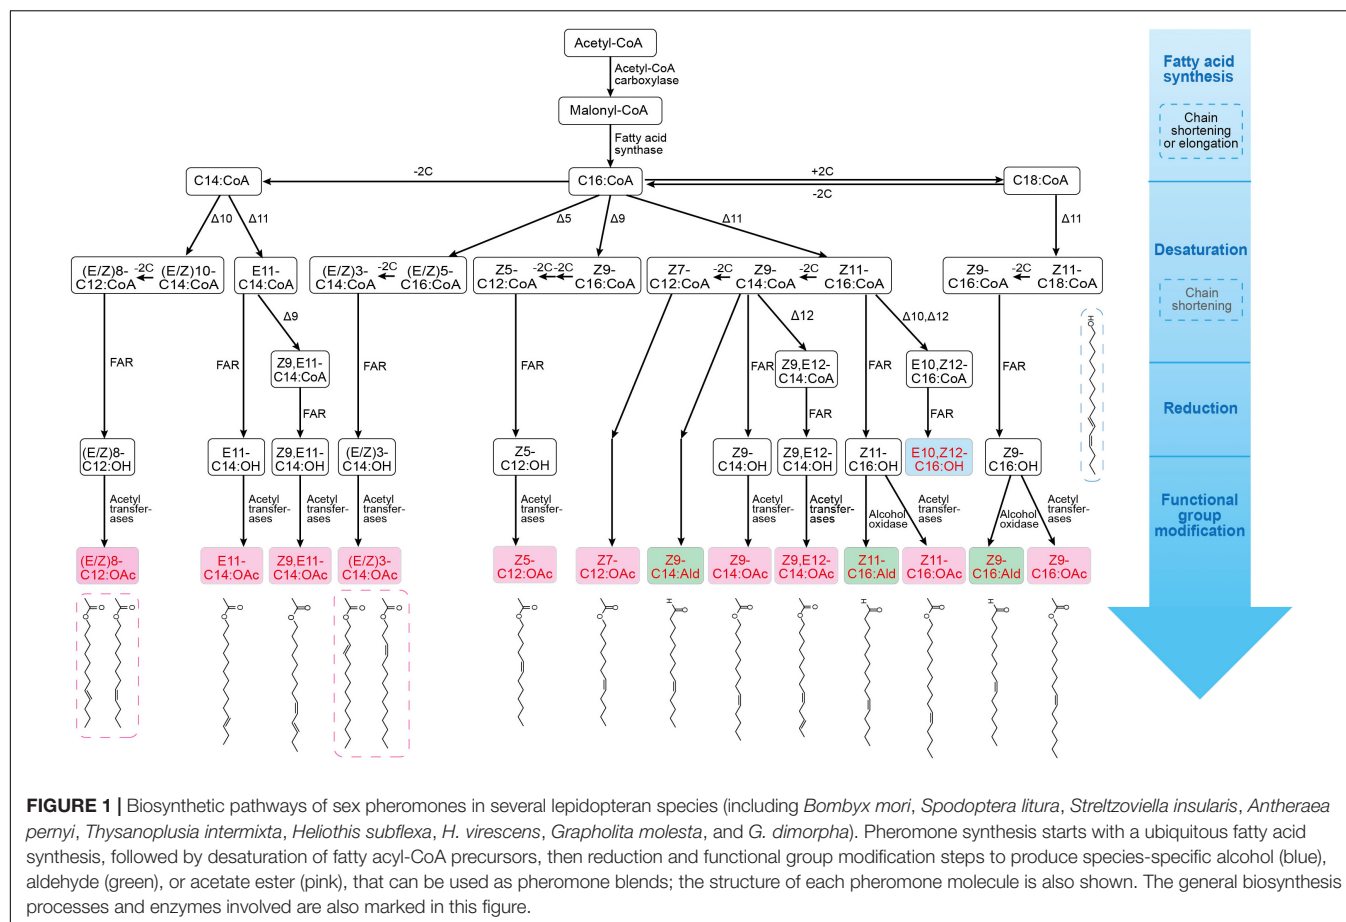 Acetyl-CoA
Acetyl-CoA
carboxylase
Malonyl-CoA
Fatty acid
synthase
C14:CoA
-2C
C16:CoA
+2C
-2C
C18:CoA
Δ10
Δ11
Δ5
Δ9
Δ11
Δ11
(E/Z)8-
C12:CoA
-2C
(E/Z)10-
C14:CoA
E11-
C14:CoA
(E/Z)3-
C14:CoA
-2C
(E/Z)5-
C16:CoA
Z5-
C12:CoA
-2C-2C
Z9-
C16:CoA
Z7-
C12:CoA
-2C
Z9-
C14:CoA
-2C
Z11-
C16:CoA
Z9-
C16:CoA
-2C
Z11-
C18:CoA
Δ9
Δ12
Δ10,Δ12
FAR
FAR
Z9,E11-
C14:CoA
FAR
FAR
FAR
Z9,E12-
C14:CoA
FAR
E10,Z12-
C16:CoA
FAR
FAR
FAR
FAR
HO
(E/Z)8-
C12:OH
E11-
C14:OH
Z9,E11-
C14:OH
(E/Z)3-
C14:OH
Z5-
C12:OH
Z9-
C14:OH
Z9,E12-
C14:OH
Z11-
C16:OH
E10,Z12-
C16:OH
Z9-
C16:OH
Acetyl
transfer-
ases
Acetyl
transfer-
ases
Acetyl
transfer-
ases
Acetyl
transfer-
ases
Acetyl
transfer-
ases
Acetyl
transfer-
ases
Acetyl
transfer-
ases
Alcohol
oxidase
Acetyl
transfer-
ases
Alcohol
oxidase
Acetyl
transfer-
ases
(E/Z)8-
C12:OAc
E11-
C14:OAc
Z9,E11-
C14:OAc
(E/Z)3-
C14:OAc
Z5-
C12:OAc
Z7-
C12:OAc
Z9-
C14:Ald
Z9-
C14:OAc
Z9,E12-
C14:OAc
Z11-
C16:Ald
Z11-
C16:OAc
Z9-
C16:Ald
Z9-
C16:OAc
O O
O O
O O
O O
O O
O O
O O
O O
H O
O O
O O
H O
O O
H O
O O
Fatty acid
synthesis
Chain
shortening
or elongation
Desaturation
Chain
shortening
Reduction
Functional
group
modification
FIGURE 1 | Biosynthetic pathways of sex pheromones in several lepidopteran species (including Bombyx mori, Spodoptera litura, Streltzoviella insularis, Antheraea
pernyi, Thysanoplusia intermixta, Heliothis subflexa, H. virescens, Grapholita molesta, and G. dimorpha). Pheromone synthesis starts with a ubiquitous fatty acid
synthesis, followed by desaturation of fatty acyl-CoA precursors, then reduction and functional group modification steps to produce species-specific alcohol (blue),
aldehyde (green), or acetate ester (pink), that can be used as pheromone blends; the structure of each pheromone molecule is also shown. The general biosynthesis
processes and enzymes involved are also marked in this figure.